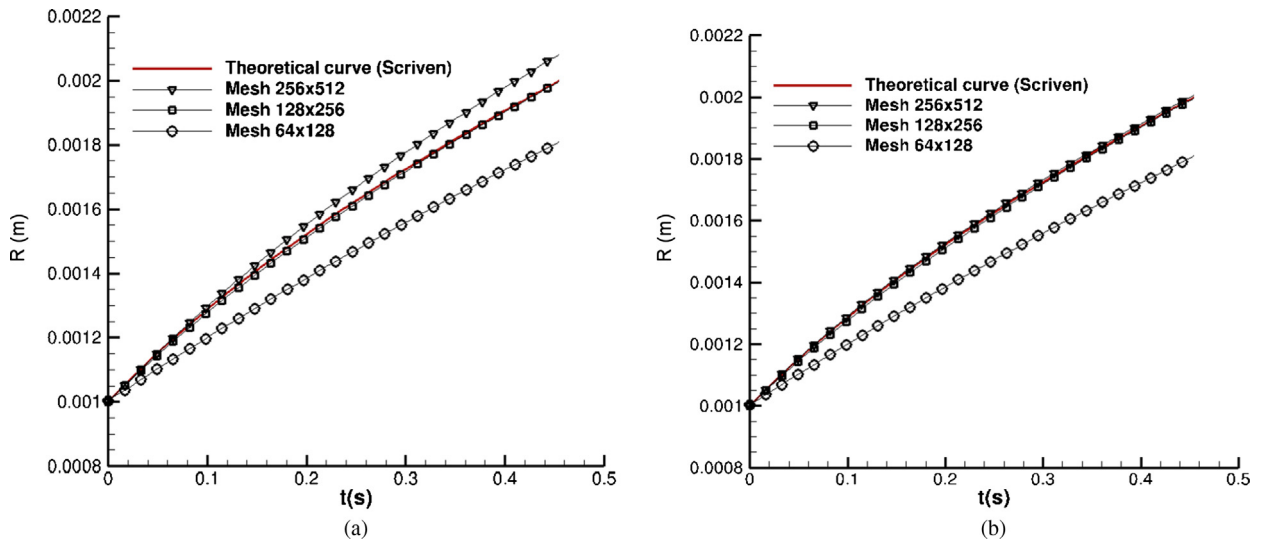 0.0022
0.002
0.0018
0.0016
0.0014
0.0012
0.001
0.0008
R (m)
Theoretical curve (Scriven)
Mesh 256x512
Mesh 128x256
Mesh 64x128
0 0.1 0.2 0.3 0.4 0.5
t(s)
(a)
0.0022
0.002
0.0018
0.0016
0.0014
0.0012
0.001
0.0008
R (m)
Theoretical curve (Scriven)
Mesh 256x512
Mesh 128x256
Mesh 64x128
0 0.1 0.2 0.3 0.4 0.5
t(s)
(b)